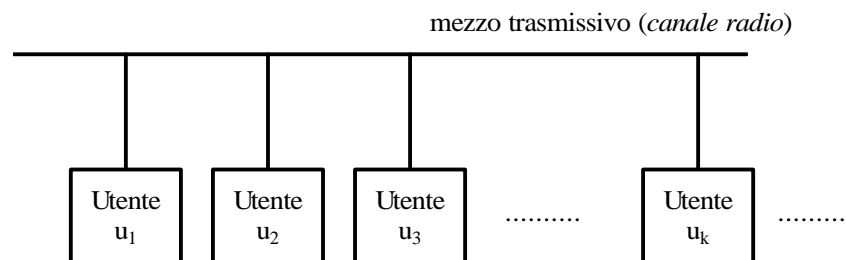 mezzo trasmissivo (canale radio)
Utente
u₁
Utente
u₂
Utente
u₃
..........
Utente
uₖ
..........